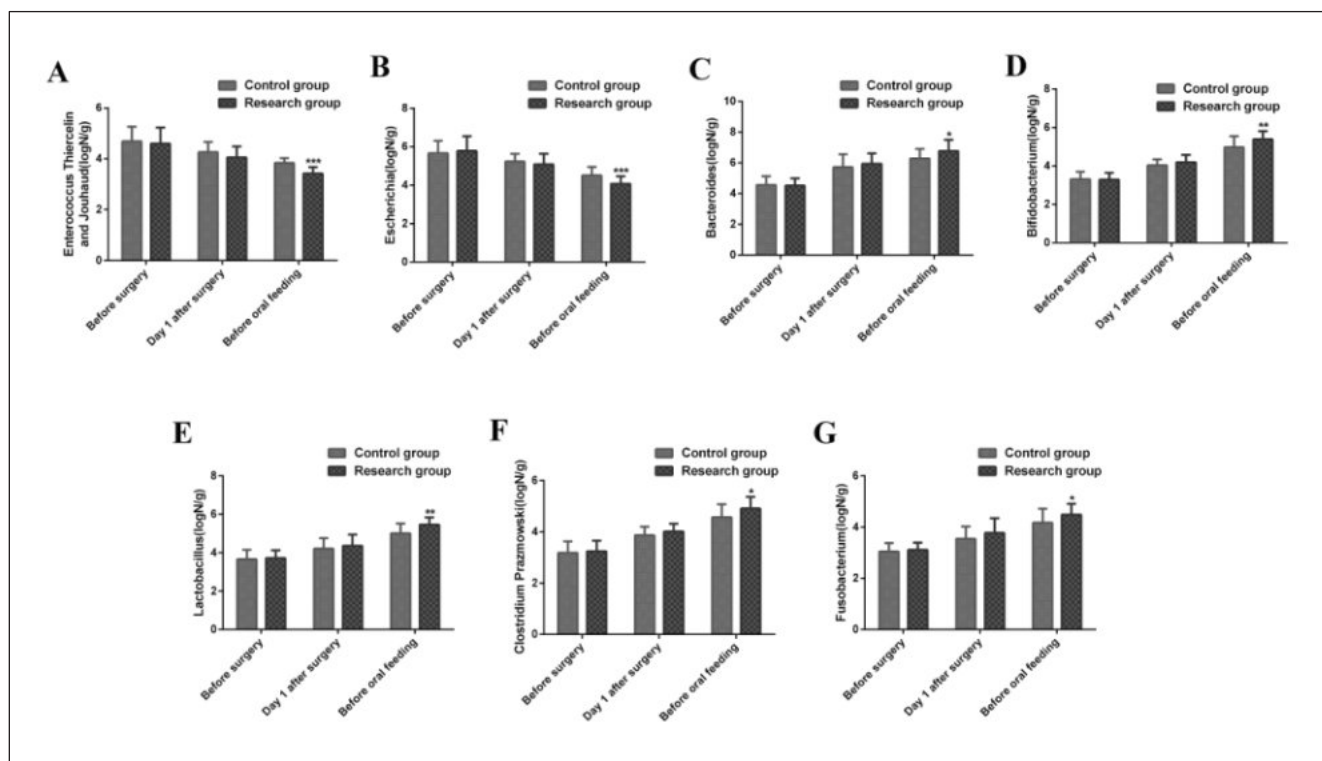 A
Control group
Research group
Enterococcus Thiercelin
and Jouhaud(logN/g)
6
4
2
0
***
Before surgery
Day 1 after surgery
Before oral feeding
B
Control group
Research group
Escherichia(logN/g)
8
6
4
2
0
***
Before surgery
Day 1 after surgery
Before oral feeding
C
Control group
Research group
Bacteroides(logN/g)
10
8
6
4
2
0
*
Before surgery
Day 1 after surgery
Before oral feeding
D
Control group
Research group
Bifidobacterium(logN/g)
8
6
4
2
0
**
Before surgery
Day 1 after surgery
Before oral feeding
E
Control group
Research group
Lactobacillus(logN/g)
8
6
4
2
0
**
Before surgery
Day 1 after surgery
Before oral feeding
F
Control group
Research group
Clostridium Prazmowski(logN/g)
6
4
2
0
*
Before surgery
Day 1 after surgery
Before oral feeding
G
Control group
Research group
Fusobacterium(logN/g)
6
4
2
0
*
Before surgery
Day 1 after surgery
Before oral feeding